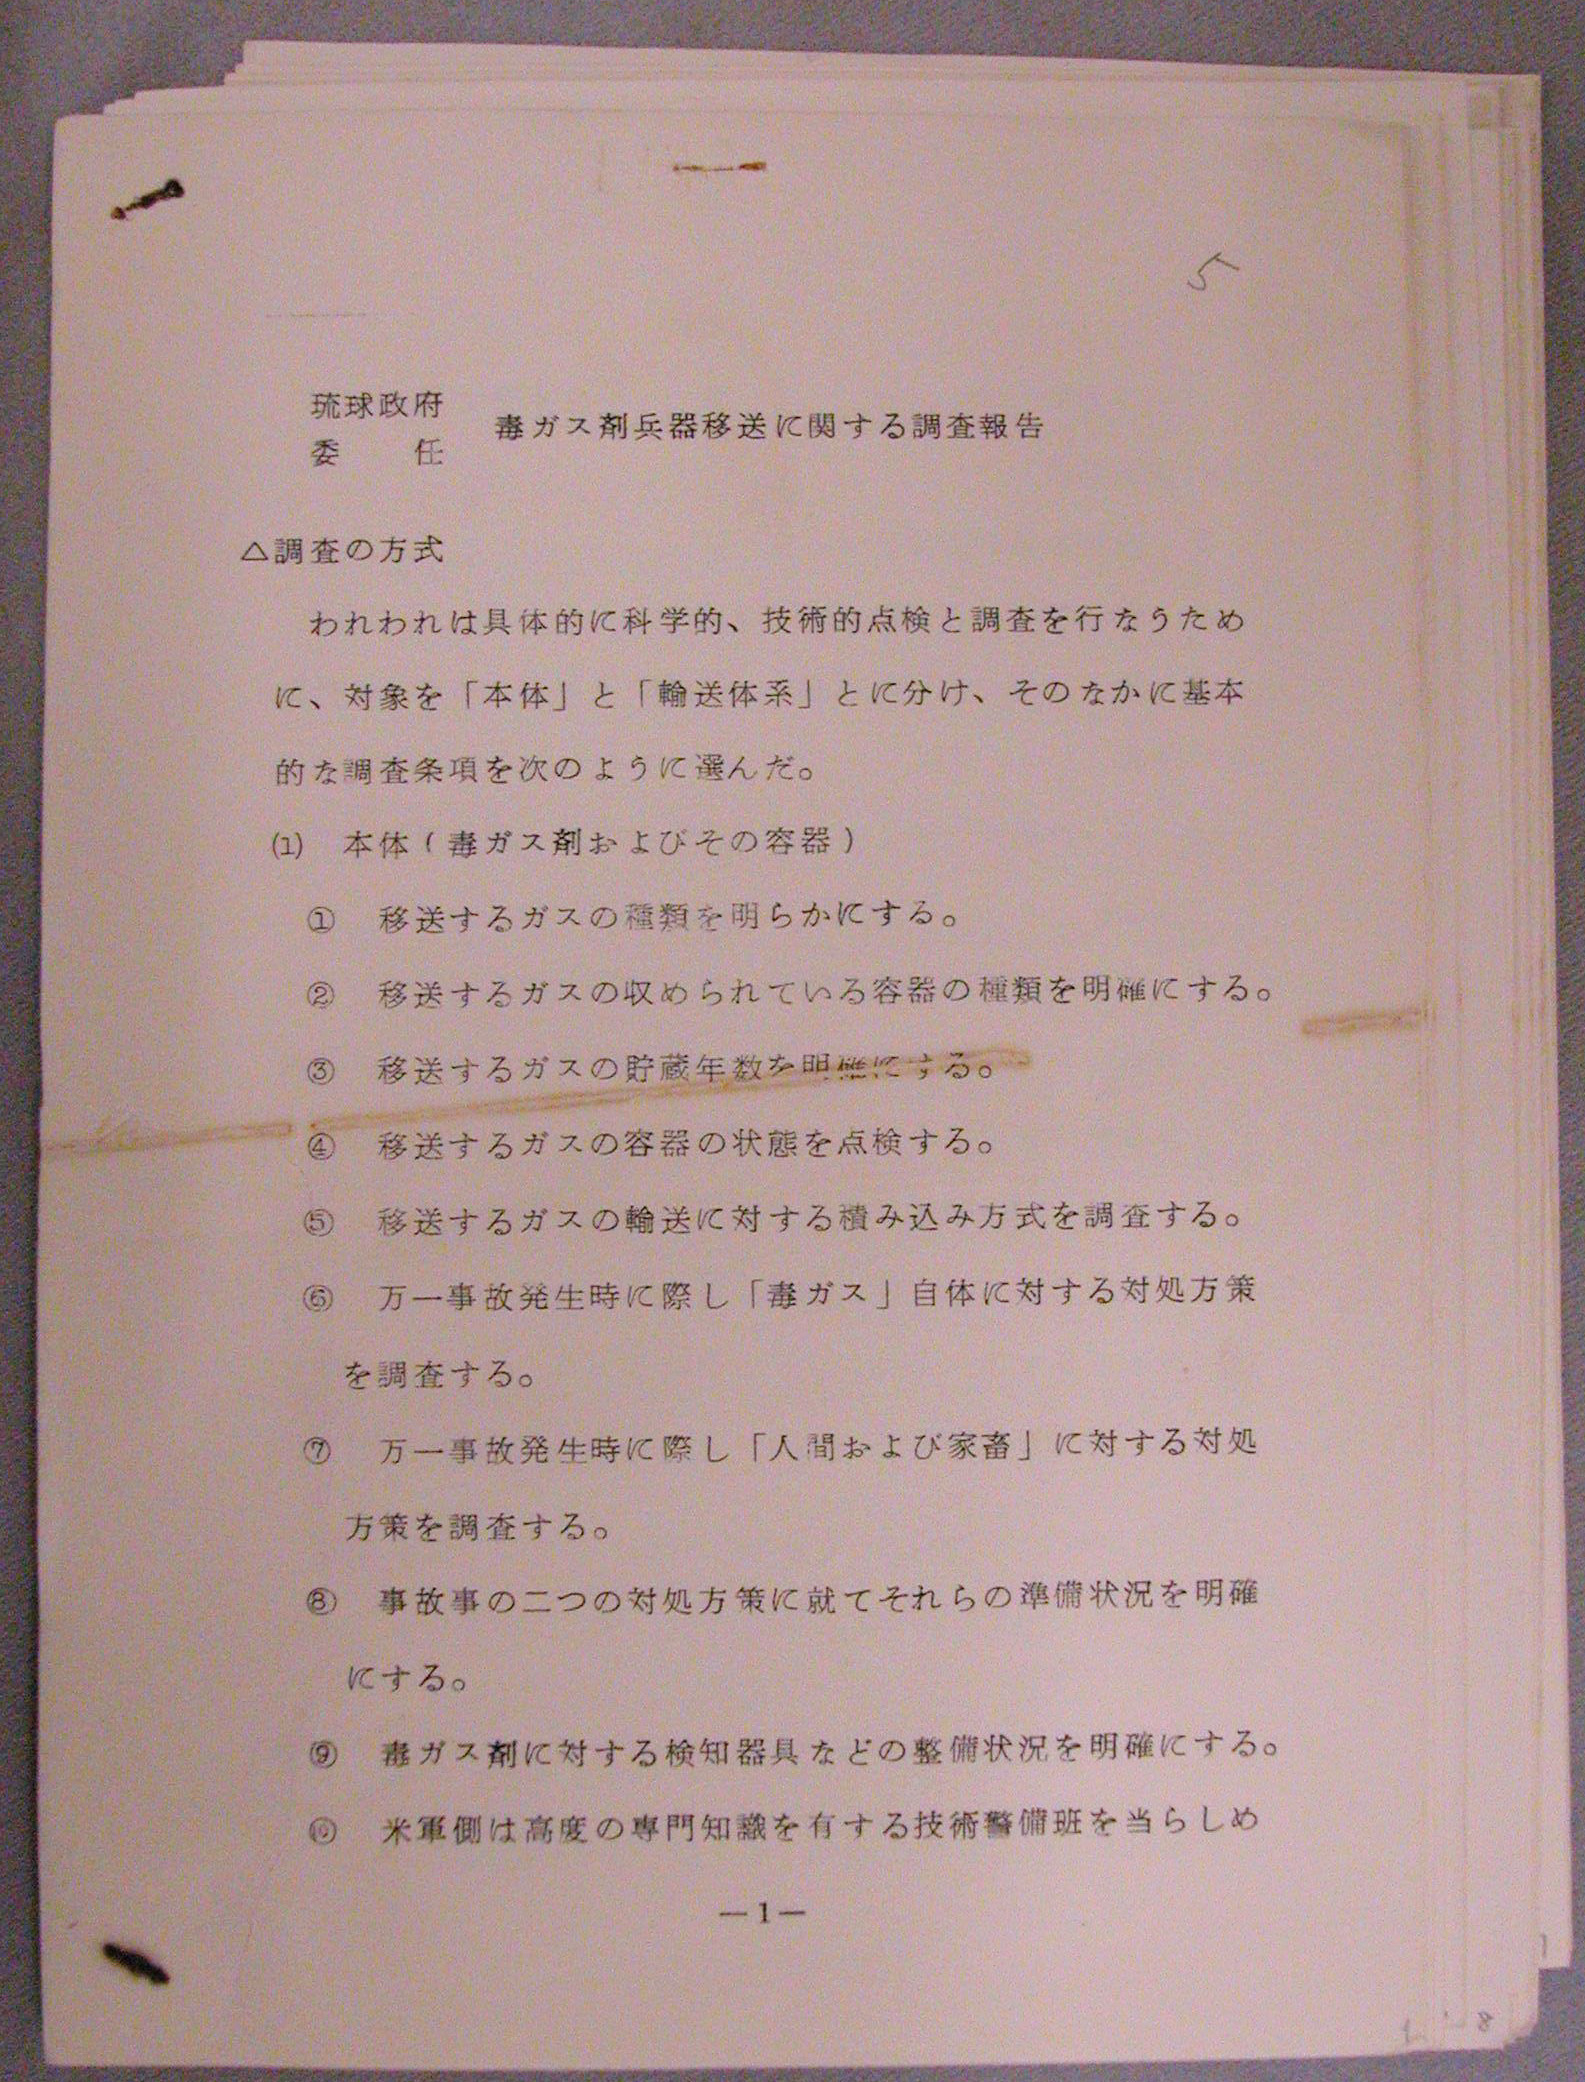 5
琉球政府
委　　任　毒ガス剤兵器移送に関する調査報告
△調査の方式
われわれは具体的に科学的、技術的点検と調査を行なうため
に、対象を「本体」と「輸送体系」とに分け、そのなかに基本
的な調査条項を次のように選んだ。
(1)　本体(毒ガス剤およびその容器)
①　移送するガスの種類を明らかにする。
②　移送するガスの収められている容器の種類を明確にする。
③　移送するガスの貯蔵年数を明確にする。
④　移送するガスの容器の状態を点検する。
⑤　移送するガスの輸送に対する積み込み方式を調査する。
⑥　万一事故発生時に際し「毒ガス」自体に対する対処方策
を調査する。
⑦　万一事故発生時に際し「人間および家畜」に対する対処
方策を調査する。
⑧　事故事の二つの対処方策に就てそれらの準備状況を明確
にする。
⑨　毒ガス剤に対する検知器具などの整備状況を明確にする。
⑩　米軍側は高度の専門知識を有する技術警備班を当らしめ
—1—
8